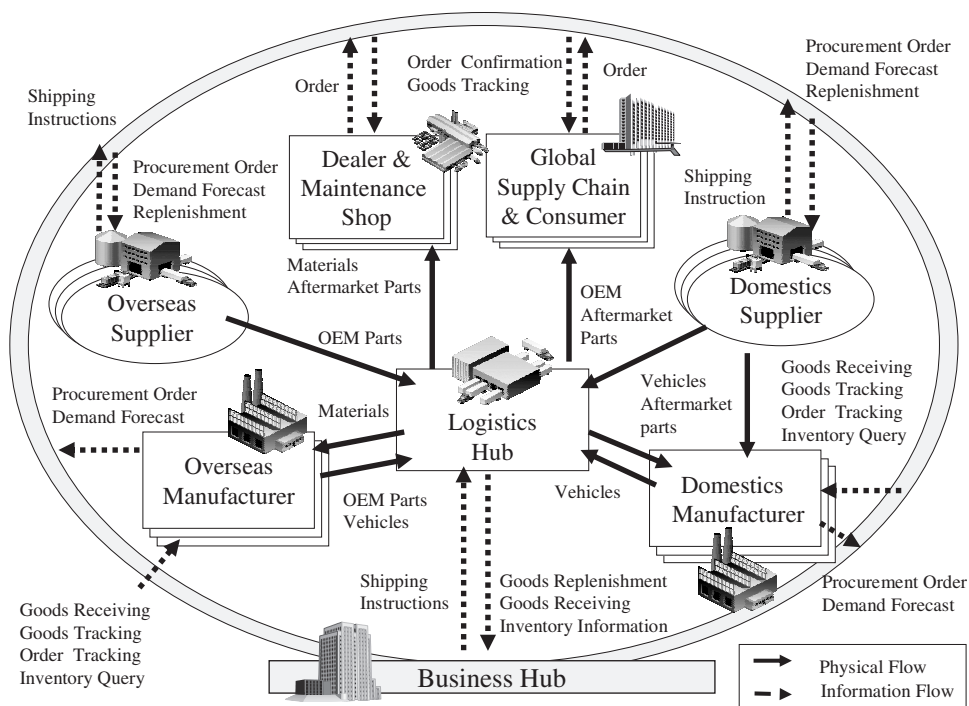 Procurement Order
Demand Forecast
Replenishment
Order Confirmation
Goods Tracking
Order
Order
Shipping
Instructions
Procurement Order
Demand Forecast
Replenishment
Dealer &
Maintenance
Shop
Global
Supply Chain
& Consumer
Shipping
Instruction
Materials
Aftermarket Parts
OEM
Aftermarket
Parts
Overseas
Supplier
Domestics
Supplier
OEM Parts
Procurement Order
Demand Forecast
Materials
Logistics
Hub
Vehicles
Aftermarket
parts
Goods Receiving
Goods Tracking
Order Tracking
Inventory Query
Overseas
Manufacturer
OEM Parts
Vehicles
Vehicles
Domestics
Manufacturer
Goods Receiving
Goods Tracking
Order Tracking
Inventory Query
Shipping
Instructions
Goods Replenishment
Goods Receiving
Inventory Information
Procurement Order
Demand Forecast
Business Hub
Physical Flow
Information Flow